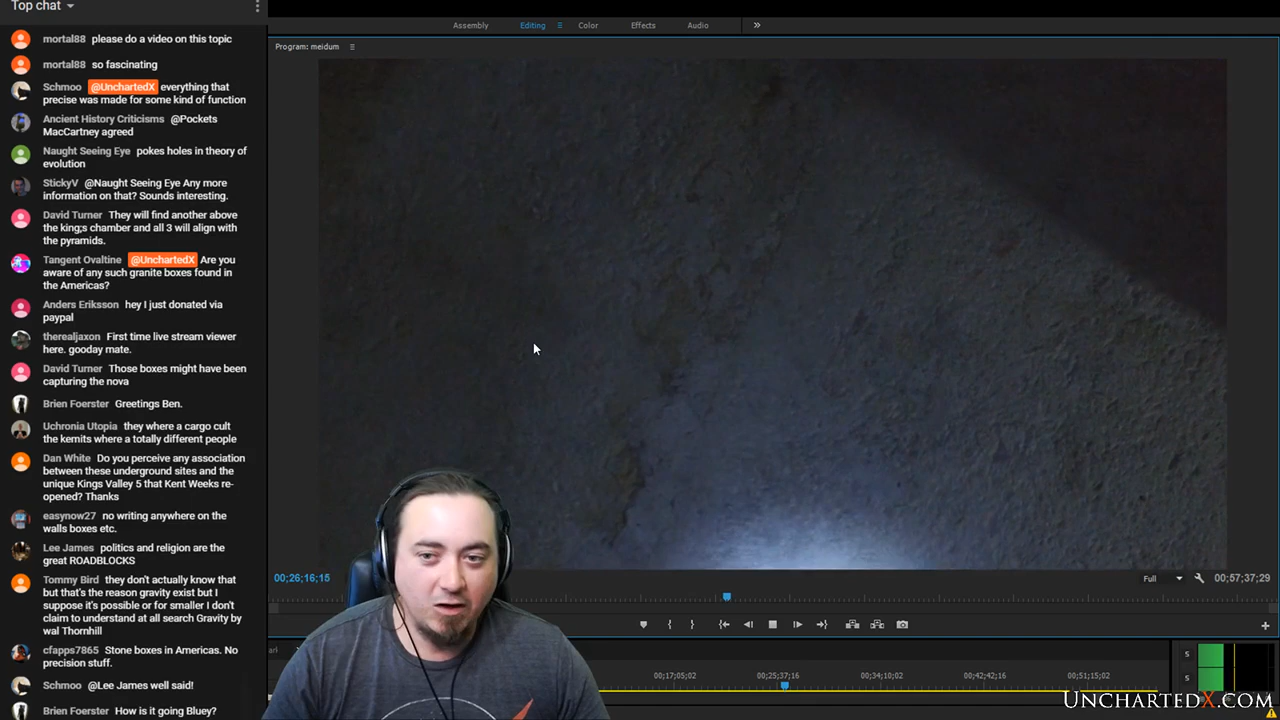 Top chat
mortal88 please do a video on this topic
mortal88 so fascinating
Schmoo @UnchartedX everything that
precise was made for some kind of function
Ancient History Criticisms @Pockets
MacCartney agreed
Naught Seeing Eye pokes holes in theory of
evolution
StickyV @Naught Seeing Eye Any more
information on that? Sounds interesting.
David Turner They will find another above
the king;s chamber and all 3 will align with
the pyramids.
Tangent Ovaltine @UnchartedX Are you
aware of any such granite boxes found in
the Americas?
Anders Eriksson hey I just donated via
paypal
therealjaxon First time live stream viewer
here. gooday mate.
David Turner Those boxes might have been
capturing the nova
Brien Foerster Greetings Ben.
Uchronia Utopia they where a cargo cult
the kemits where a totally different people
Dan White Do you perceive any association
between these underground sites and the
unique Kings Valley 5 that Kent Weeks re-
opened? Thanks
easynow27 no writing anywhere on the
walls boxes etc.
Lee James politics and religion are the
great ROADBLOCKS
Tommy Bird they don't actually know that
but that's the reason gravity exist but I
suppose it's possible or for smaller I don't
claim to understand at all search Gravity by
wal Thornhill
cfapps7865 Stone boxes in Americas. No
precision stuff.
Schmoo @Lee James well said!
Brien Foerster How is it going Bluey?
Assembly Editing Color Effects Audio
Program: meidum
00;26;16;15 Full 00;57;37;29
S
S
00;17;05;02 00;25;37;16 00;34;10;02 00;42;42;16 00;51;15;02
UNCHARTEDX.COM